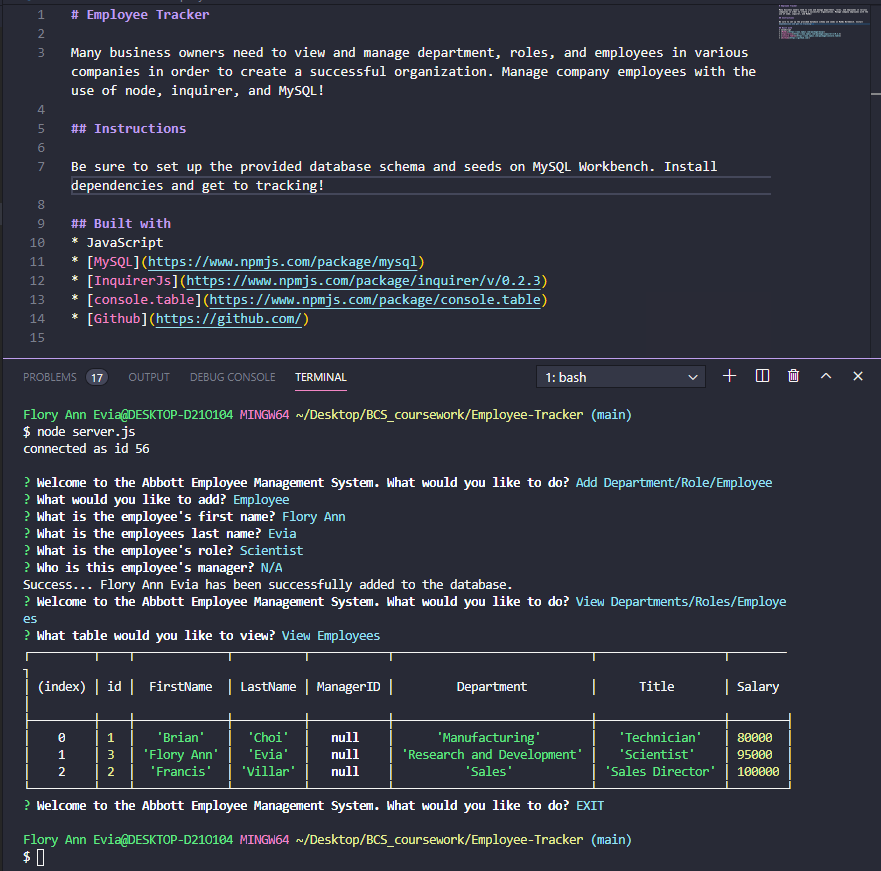 1 # Employee Tracker
2
3 Many business owners need to view and manage department, roles, and employees in various
companies in order to create a successful organization. Manage company employees with the
use of node, inquirer, and MySQL!
4
5 ## Instructions
6
7 Be sure to set up the provided database schema and seeds on MySQL Workbench. Install
dependencies and get to tracking!
8
9 ## Built with
10 * JavaScript
11 * [MySQL](https://www.npmjs.com/package/mysql)
12 * [InquirerJs](https://www.npmjs.com/package/inquirer/v/0.2.3)
13 * [console.table](https://www.npmjs.com/package/console.table)
14 * [Github](https://github.com/)
15
PROBLEMS 17 OUTPUT DEBUG CONSOLE TERMINAL 1: bash
Flory Ann Evia@DESKTOP-D21O104 MINGW64 ~/Desktop/BCS_coursework/Employee-Tracker (main)
$ node server.js
connected as id 56
? Welcome to the Abbott Employee Management System. What would you like to do? Add Department/Role/Employee
? What would you like to add? Employee
? What is the employee's first name? Flory Ann
? What is the employees last name? Evia
? What is the employee's role? Scientist
? Who is this employee's manager? N/A
Success... Flory Ann Evia has been successfully added to the database.
? Welcome to the Abbott Employee Management System. What would you like to do? View Departments/Roles/Employe
es
? What table would you like to view? View Employees
(index) id FirstName LastName ManagerID Department Title Salary
0 1 'Brian' 'Choi' null 'Manufacturing' 'Technician' 80000
1 3 'Flory Ann' 'Evia' null 'Research and Development' 'Scientist' 95000
2 2 'Francis' 'Villar' null 'Sales' 'Sales Director' 100000
? Welcome to the Abbott Employee Management System. What would you like to do? EXIT
Flory Ann Evia@DESKTOP-D21O104 MINGW64 ~/Desktop/BCS_coursework/Employee-Tracker (main)
$